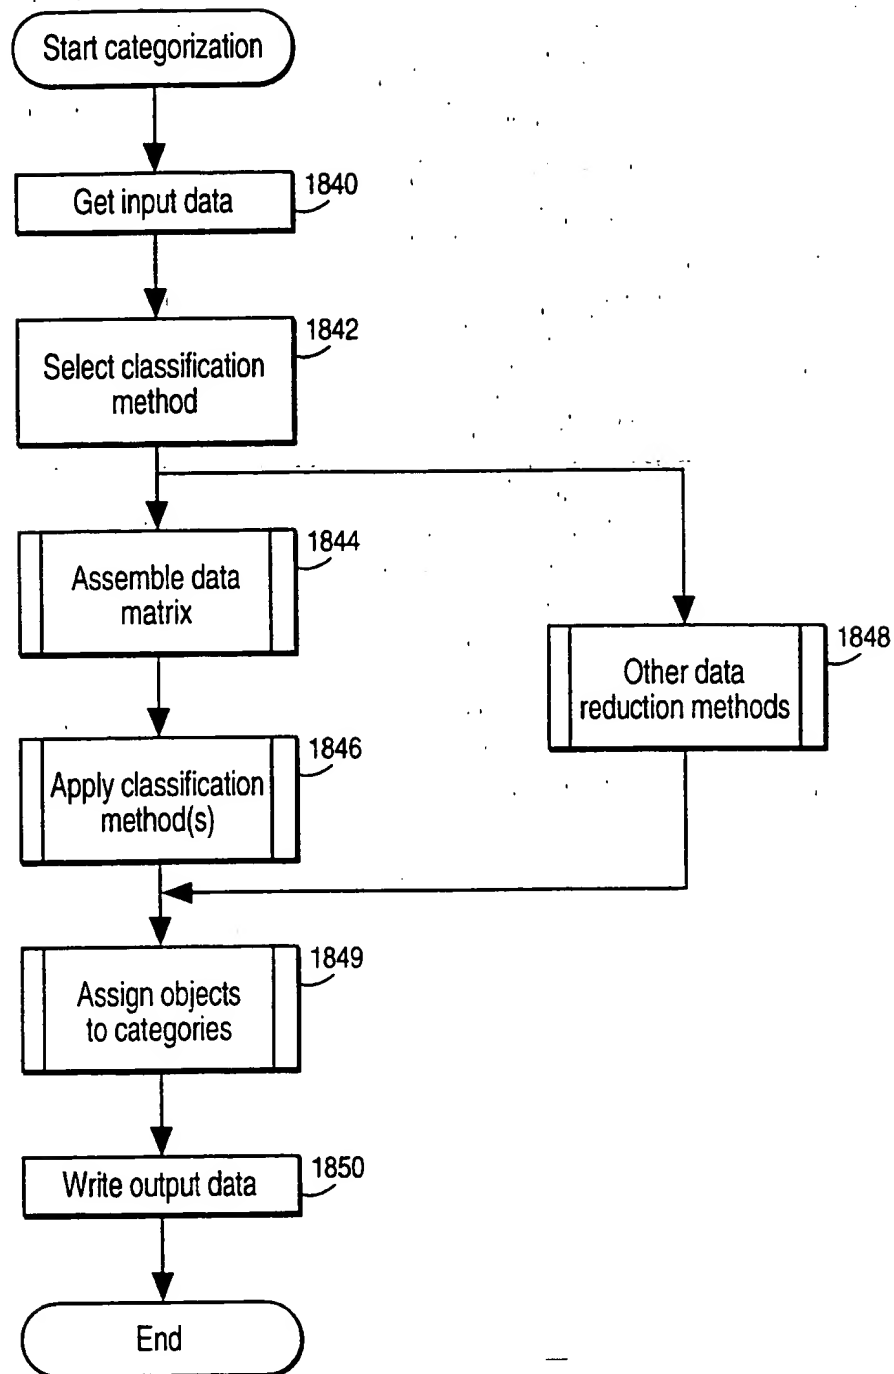 Start categorization
Get input data
1840
Select classification
method
1842
Assemble data
matrix
1844
Other data
reduction methods
1848
Apply classification
method(s)
1846
Assign objects
to categories
1849
Write output data
1850
End